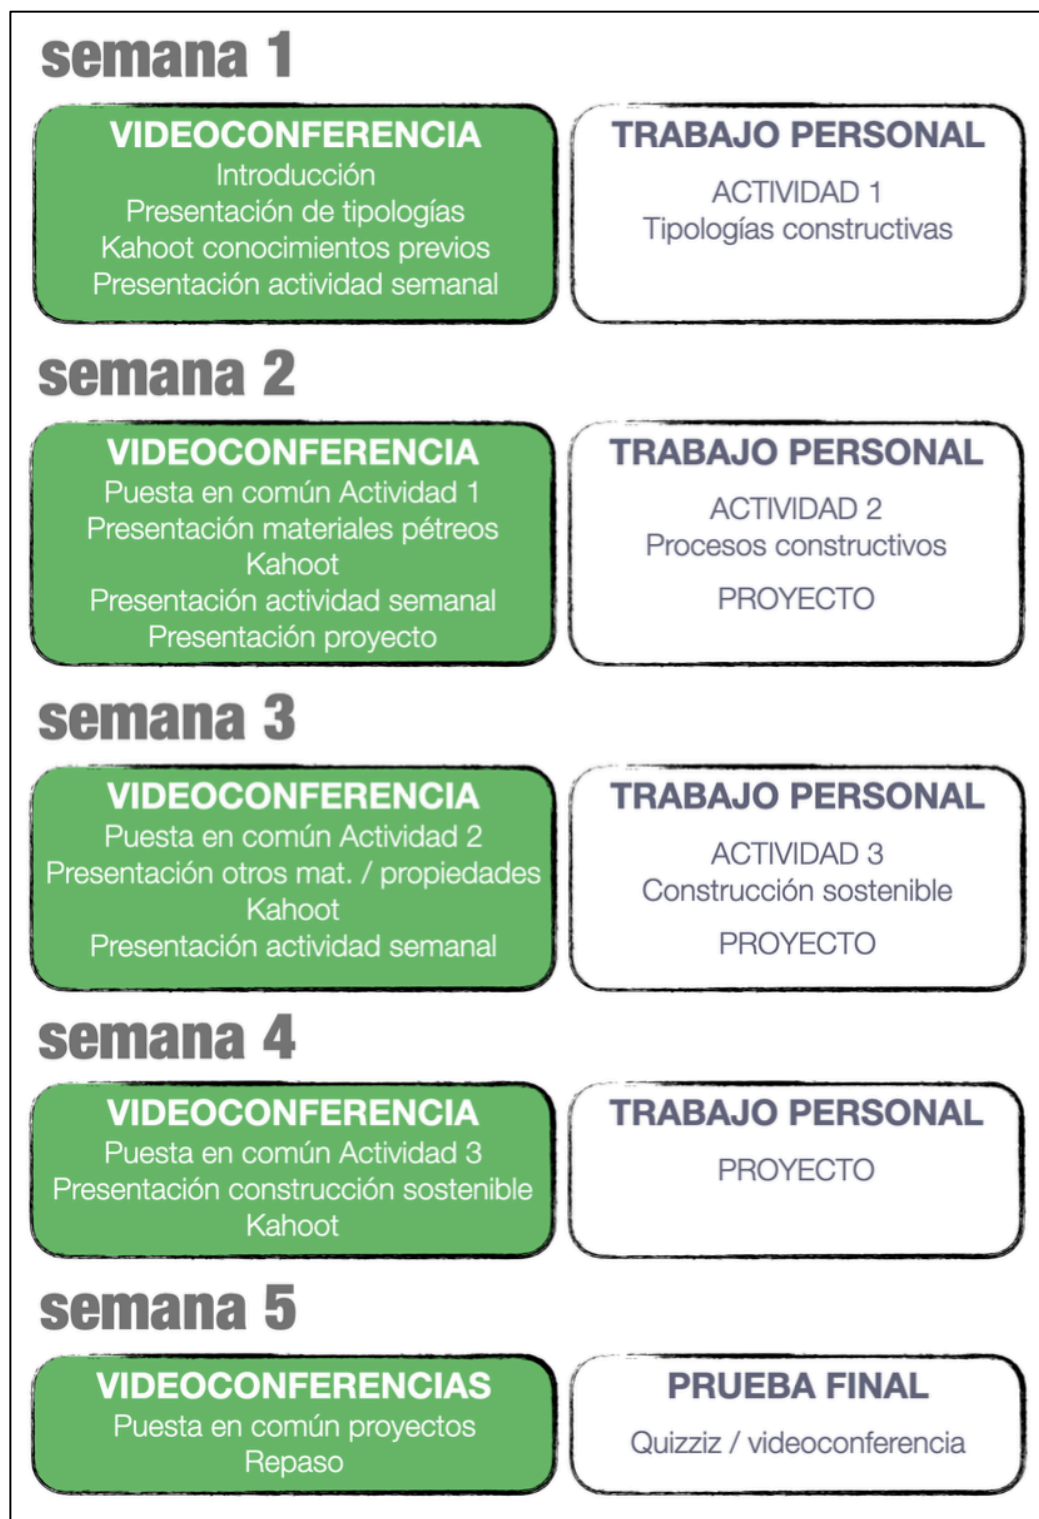 semana 1
VIDEOCONFERENCIA
Introducción
Presentación de tipologías
Kahoot conocimientos previos
Presentación actividad semanal
TRABAJO PERSONAL
ACTIVIDAD 1
Tipologías constructivas
semana 2
VIDEOCONFERENCIA
Puesta en común Actividad 1
Presentación materiales pétreos
Kahoot
Presentación actividad semanal
Presentación proyecto
TRABAJO PERSONAL
ACTIVIDAD 2
Procesos constructivos
PROYECTO
semana 3
VIDEOCONFERENCIA
Puesta en común Actividad 2
Presentación otros mat. / propiedades
Kahoot
Presentación actividad semanal
TRABAJO PERSONAL
ACTIVIDAD 3
Construcción sostenible
PROYECTO
semana 4
VIDEOCONFERENCIA
Puesta en común Actividad 3
Presentación construcción sostenible
Kahoot
TRABAJO PERSONAL
PROYECTO
semana 5
VIDEOCONFERENCIAS
Puesta en común proyectos
Repaso
PRUEBA FINAL
Quizziz / videoconferencia